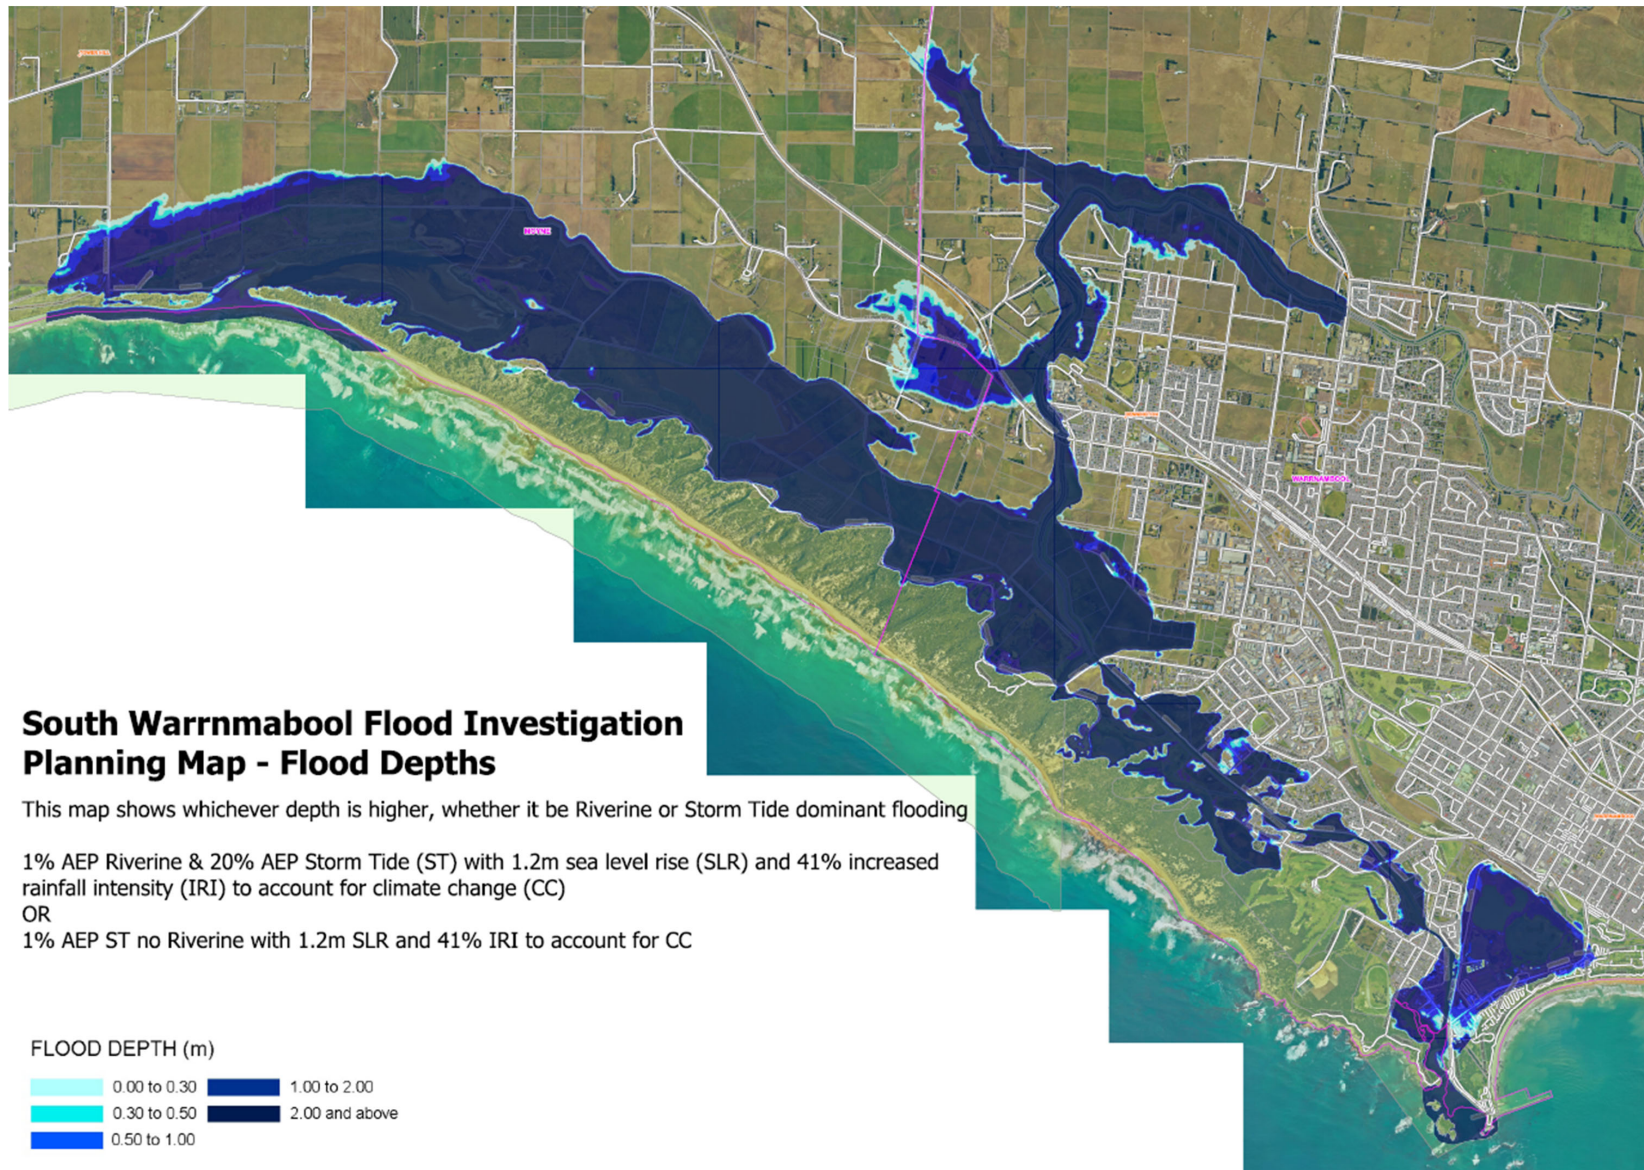 MOYNE
WARRNAMBOOL
South Warrnmabool Flood Investigation
Planning Map - Flood Depths
This map shows whichever depth is higher, whether it be Riverine or Storm Tide dominant flooding
1% AEP Riverine & 20% AEP Storm Tide (ST) with 1.2m sea level rise (SLR) and 41% increased
rainfall intensity (IRI) to account for climate change (CC)
OR
1% AEP ST no Riverine with 1.2m SLR and 41% IRI to account for CC
FLOOD DEPTH (m)
0.00 to 0.30
1.00 to 2.00
0.30 to 0.50
2.00 and above
0.50 to 1.00